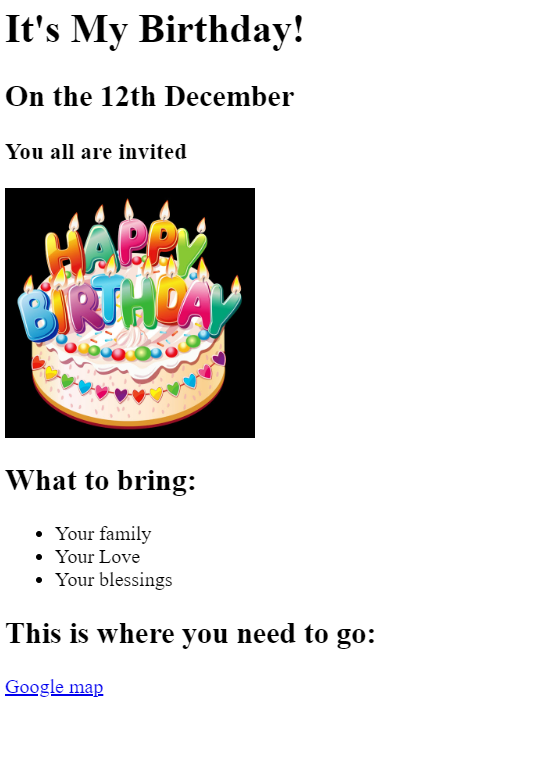 It's My Birthday!
On the 12th December
You all are invited
HAPPY
BIRTHDAY
What to bring:
Your family
Your Love
Your blessings
This is where you need to go:
Google map